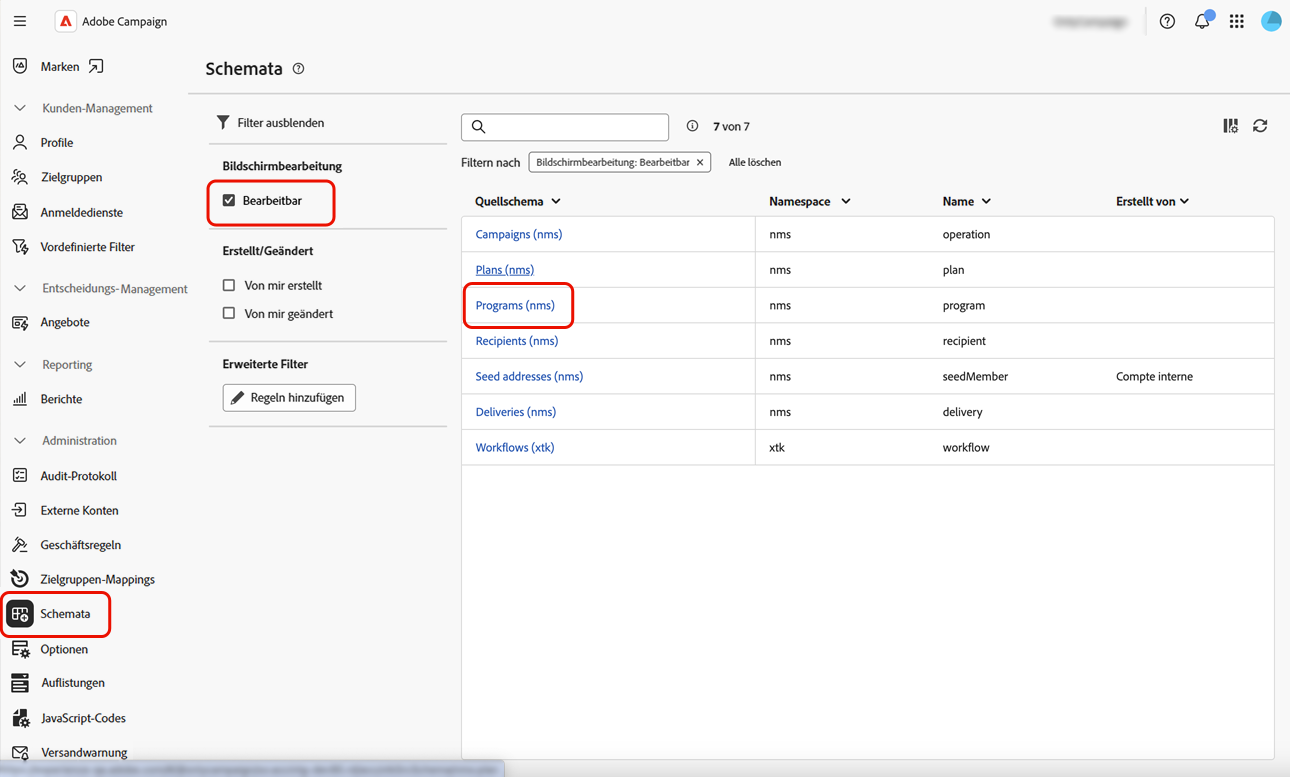 Adobe Campaign
Marken
Kunden-Management
Profile
Zielgruppen
Anmeldedienste
Vordefinierte Filter
Entscheidungs-Management
Angebote
Reporting
Berichte
Administration
Audit-Protokoll
Externe Konten
Geschäftsregeln
Zielgruppen-Mappings
Schemata
Optionen
Auflistungen
JavaScript-Codes
Versandwarnung
Schemata
Filter ausblenden
Bildschirmbearbeitung
Bearbeitbar
Erstellt/Geändert
Von mir erstellt
Von mir geändert
Erweiterte Filter
Regeln hinzufügen
7 von 7
Filtern nach Bildschirmbearbeitung: Bearbeitbar Alle löschen
Quellschema Namespace Name Erstellt von
Campaigns (nms) nms operation
Plans (nms) nms plan
Programs (nms) nms program
Recipients (nms) nms recipient
Seed addresses (nms) nms seedMember Compte interne
Deliveries (nms) nms delivery
Workflows (xtk) xtk workflow